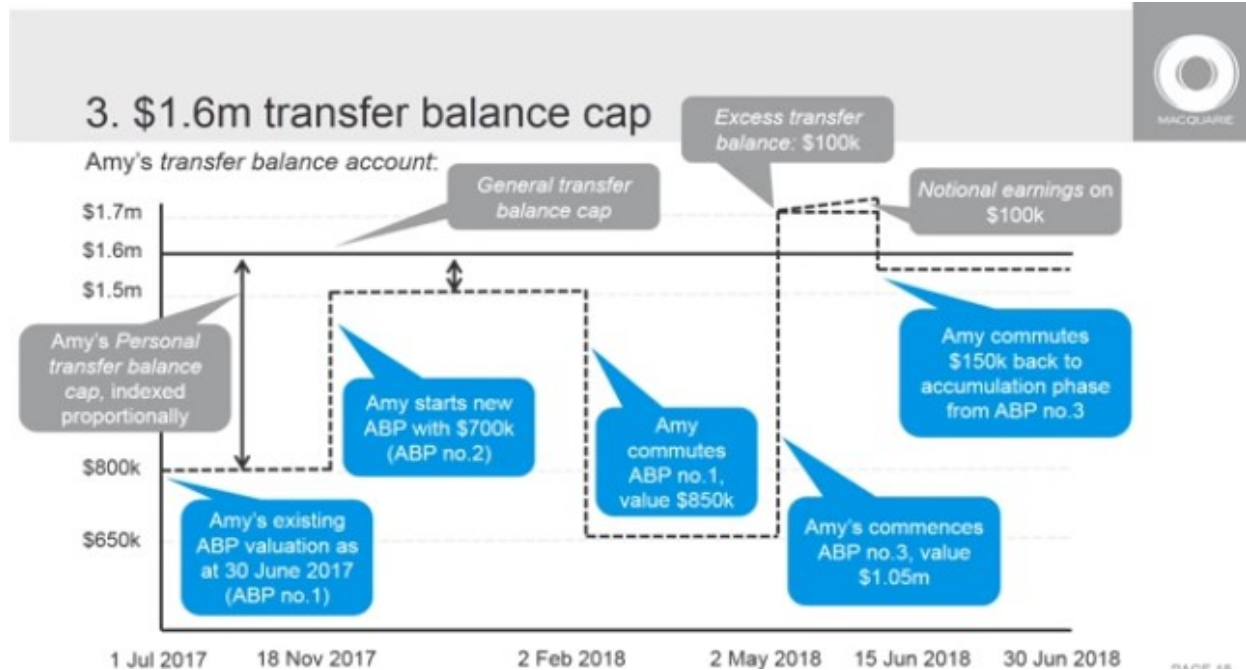 MACQUARIE
3. $1.6m transfer balance cap
Amy's transfer balance account:
Excess transfer
balance: $100k
General transfer
balance cap
Notional earnings on
$100k
$1.7m
$1.6m
$1.5m
$800k
$650k
Amy's Personal
transfer balance
cap, indexed
proportionally
Amy starts new
ABP with $700k
(ABP no.2)
Amy
commutes
ABP no.1,
value $850k
Amy commutes
$150k back to
accumulation phase
from ABP no.3
Amy's existing
ABP valuation as
at 30 June 2017
(ABP no.1)
Amy's commences
ABP no.3, value
$1.05m
1 Jul 2017
18 Nov 2017
2 Feb 2018
2 May 2018
15 Jun 2018
30 Jun 2018